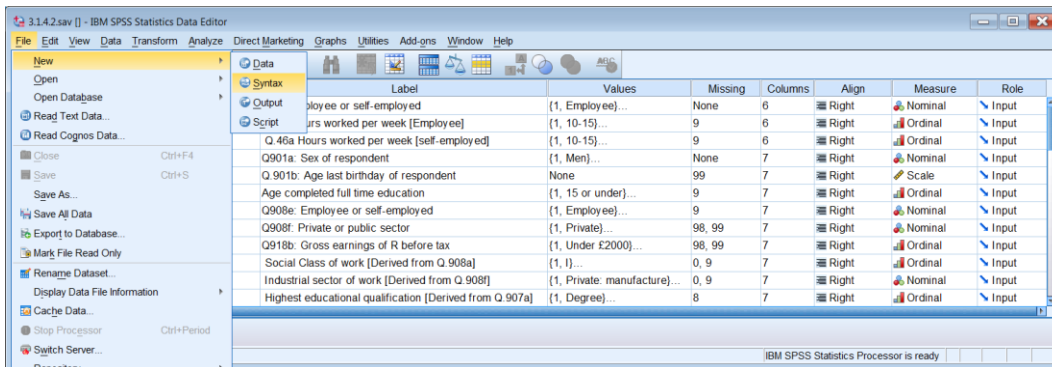 3.1.4.2.sav [] - IBM SPSS Statistics Data Editor
File Edit View Data Transform Analyze Direct Marketing Graphs Utilities Add-ons Window Help
New
Open
Open Database
Read Text Data...
Read Cognos Data...
Close Ctrl+F4
Save Ctrl+S
Save As...
Save All Data
Export to Database...
Mark File Read Only
Rename Dataset...
Display Data File Information
Cache Data...
Stop Processor Ctrl+Period
Switch Server...
Data
Syntax
Output
Script
Label Values Missing Columns Align Measure Role
ployee or self-employed {1, Employee}... None 6 Right Nominal Input
urs worked per week [Employee] {1, 10-15}... 9 6 Right Ordinal Input
Q.46a Hours worked per week [self-employed] {1, 10-15}... 9 6 Right Ordinal Input
Q901a: Sex of respondent {1, Men}... None 7 Right Nominal Input
Q.901b: Age last birthday of respondent None 99 7 Right Scale Input
Age completed full time education {1, 15 or under}... 9 7 Right Ordinal Input
Q908e: Employee or self-employed {1, Employee}... 9 7 Right Nominal Input
Q908f: Private or public sector {1, Private}... 98, 99 7 Right Nominal Input
Q918b: Gross earnings of R before tax {1, Under £2000}... 98, 99 7 Right Ordinal Input
Social Class of work [Derived from Q.908a] {1, I}... 0, 9 7 Right Ordinal Input
Industrial sector of work [Derived from Q.908f] {1, Private: manufacture}... 0, 9 7 Right Nominal Input
Highest educational qualification [Derived from Q.907a] {1, Degree}... 8 7 Right Ordinal Input
IBM SPSS Statistics Processor is ready